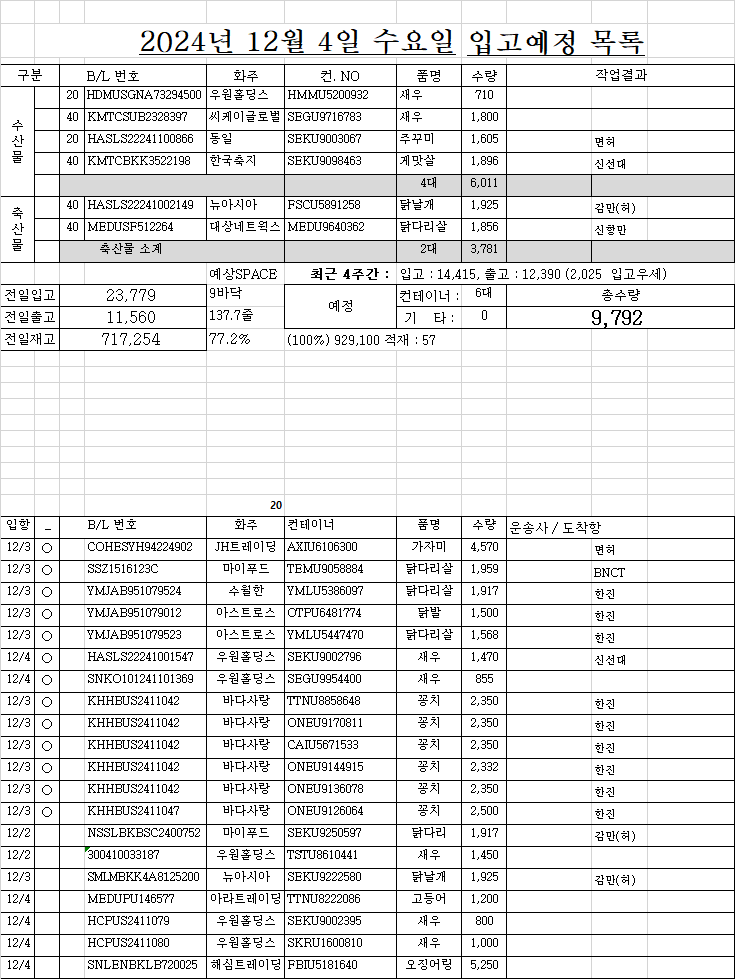 2024년 12월 4일 수요일 입고예정 목록
구분 B/L 번호 화주 컨. NO 품명 수량 작업결과
수산물
20 HDMUSGNA73294500 우원홀딩스 HMMU5200932 새우 710
40 KMTCSUB2328397 씨케이글로벌 SEGU9716783 새우 1,800
20 HASLS22241100866 동일 SEKU9003067 주꾸미 1,605 면허
40 KMTCBKK3522198 한국축지 SEKU9098463 게맛살 1,896 신선대
4대 6,011
축산물
40 HASLS22241002149 뉴아시아 FSCU5891258 닭날개 1,925 감만(허)
40 MEDUSF512264 대상네트웍스 MEDU9640362 닭다리살 1,856 신항만
축산물 소계 2대 3,781
예상SPACE 최근 4주간 : 입고 : 14,415, 출고 : 12,390 (2,025 입고우세)
전일입고 23,779 9바닥 예정 컨테이너 : 6대 총수량
전일출고 11,560 137.7줄 기 타 : 0 9,792
전일재고 717,254 77.2% (100%) 929,100 적재 : 57
20
입항 _ B/L 번호 화주 컨테이너 품명 수량 운송사 / 도착항
12/3 ○ COHESYH94224902 JH트레이딩 AXIU6106300 가자미 4,570 면허
12/3 ○ SSZ1516123C 마이푸드 TEMU9058884 닭다리살 1,959 BNCT
12/3 ○ YMJAB951079524 수월한 YMLU5386097 닭다리살 1,917 한진
12/3 ○ YMJAB951079012 아스트로스 OTPU6481774 닭발 1,500 한진
12/3 ○ YMJAB951079523 아스트로스 YMLU5447470 닭다리살 1,568 한진
12/4 ○ HASLS22241001547 우원홀딩스 SEKU9002796 새우 1,470 신선대
12/4 ○ SNKO101241101369 우원홀딩스 SEGU9954400 새우 855
12/3 ○ KHHBUS2411042 바다사랑 TTNU8858648 꽁치 2,350 한진
12/3 ○ KHHBUS2411042 바다사랑 ONEU9170811 꽁치 2,350 한진
12/3 ○ KHHBUS2411042 바다사랑 CAIU5671533 꽁치 2,350 한진
12/3 ○ KHHBUS2411042 바다사랑 ONEU9144915 꽁치 2,332 한진
12/3 ○ KHHBUS2411042 바다사랑 ONEU9136078 꽁치 2,350 한진
12/3 ○ KHHBUS2411047 바다사랑 ONEU9126064 꽁치 2,500 한진
12/2 NSSLBKBSC2400752 마이푸드 SEKU9250597 닭다리 1,917 감만(허)
12/2 300410033187 우원홀딩스 TSTU8610441 새우 1,450
12/3 SMLMBKK4A8125200 뉴아시아 SEKU9222580 닭날개 1,925 감만(허)
12/4 MEDUPU146577 아라트레이딩 TTNU8222086 고등어 1,200
12/4 HCPUS2411079 우원홀딩스 SEKU9002395 새우 800
12/4 HCPUS2411080 우원홀딩스 SKRU1600810 새우 1,000
12/4 SNLENBKLB720025 해심트레이딩 FBIU5181640 오징어링 5,250